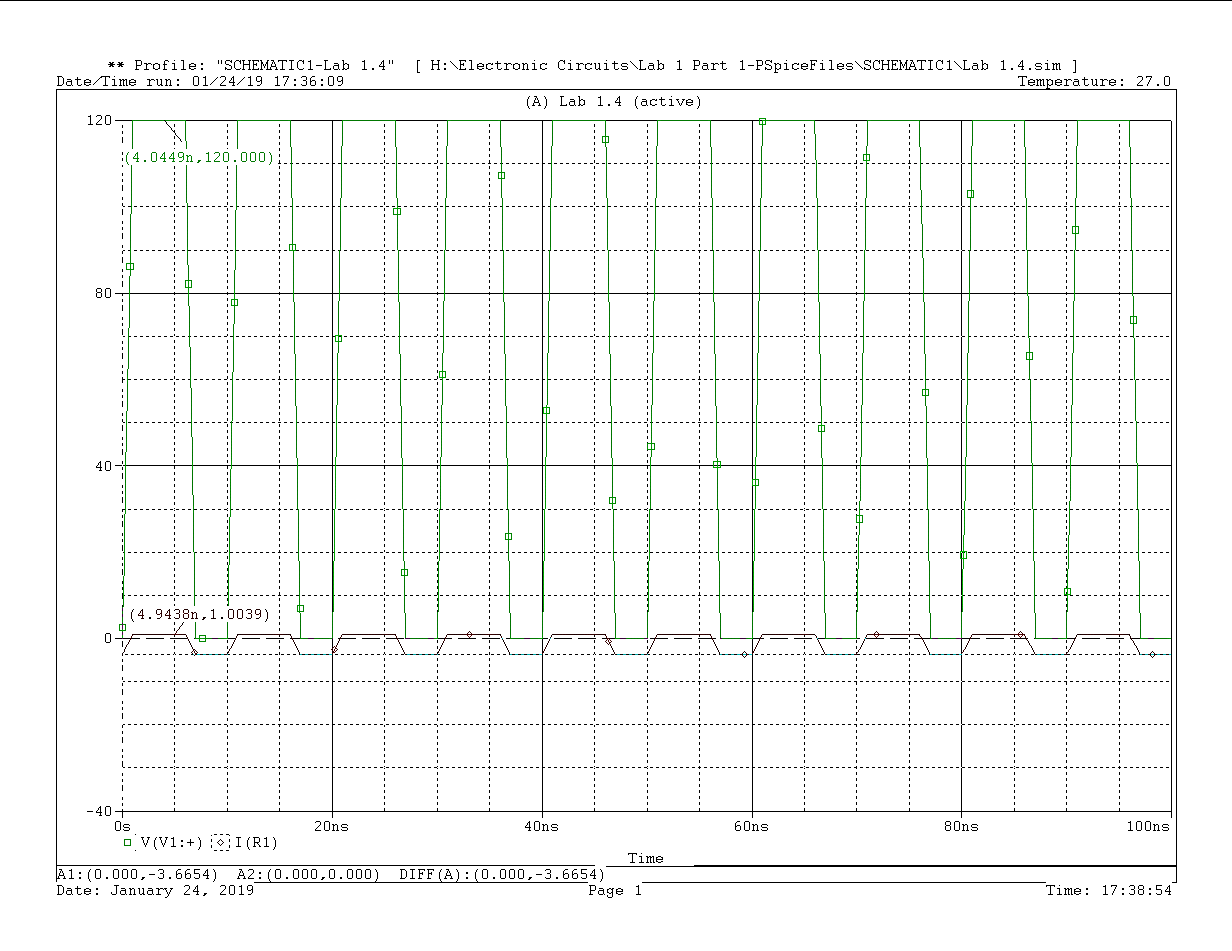 ** Profile: "SCHEMATIC1-Lab 1.4"  [ H:\Electronic Circuits\Lab 1 Part 1-PSpiceFiles\SCHEMATIC1\Lab 1.4.sim ]
Date/Time run: 01/24/19 17:36:09 Temperature: 27.0
(A) Lab 1.4 (active)
120
(4.0449n,120.000)
80
40
(4.9438n,1.0039)
0
-40
0s 20ns 40ns 60ns 80ns 100ns
V(V1:+) I(R1)
Time
A1:(0.000,-3.6654)  A2:(0.000,0.000)  DIFF(A):(0.000,-3.6654)
Date: January 24, 2019 Page 1 Time: 17:38:54